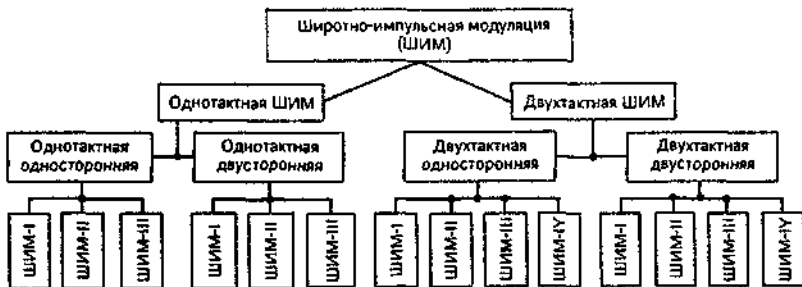 Широтно-импульсная модуляция
(ШИМ)
Однотактная ШИМ
Двухтактная ШИМ
Однотактная
односторонняя
Однотактная
двусторонняя
Двухтактная
односторонняя
Двухтактная
двусторонняя
ШИМ-I
ШИМ-II
ШИМ-III
ШИМ-I
ШИМ-II
ШИМ-III
ШИМ-I
ШИМ-II
ШИМ-III
ШИМ-IY
ШИМ-I
ШИМ-II
ШИМ-III
ШИМ-IY